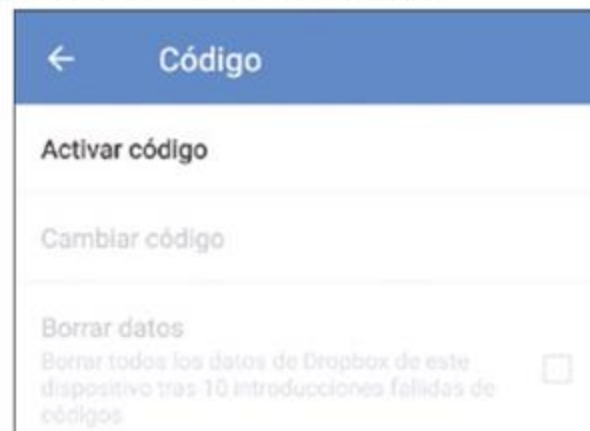 Código
Activar código
Cambiar código
Borrar datos
Borrar todos los datos de Dropbox de este
dispositivo tras 10 introducciones fallidas de
códigos